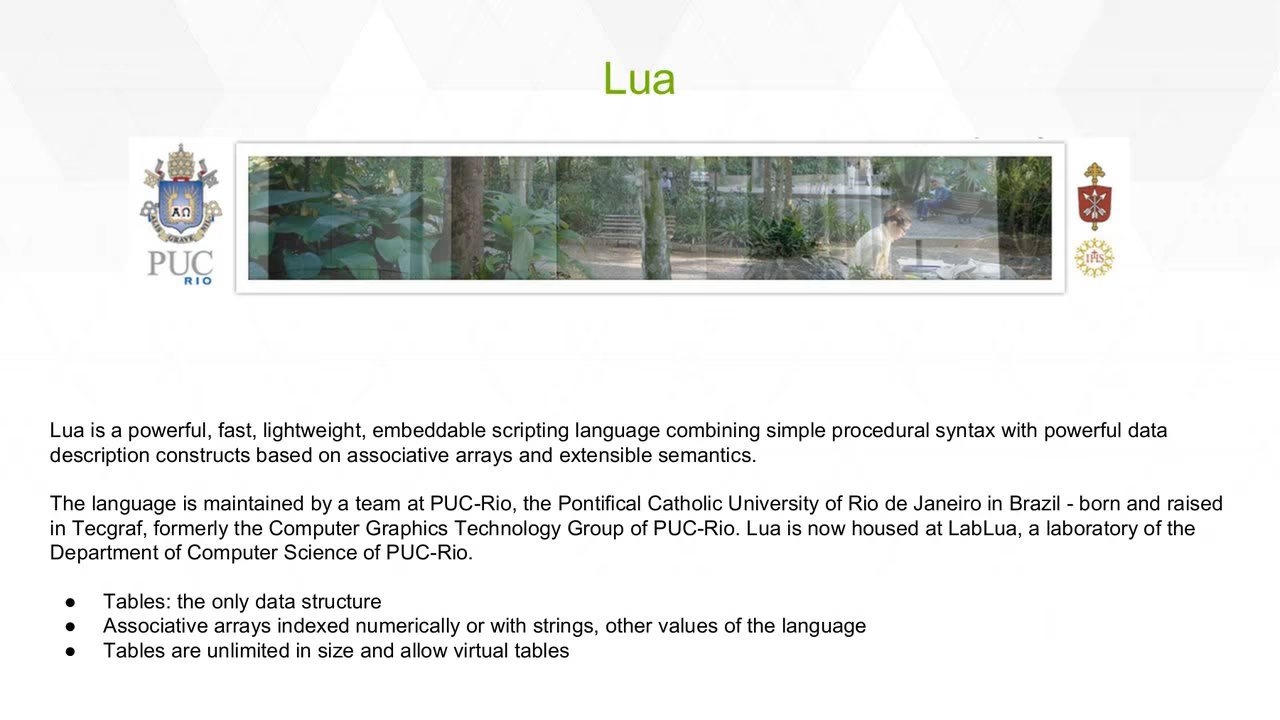 Lua
ΑΩ
PUC
RIO
IHS
Lua is a powerful, fast, lightweight, embeddable scripting language combining simple procedural syntax with powerful data
description constructs based on associative arrays and extensible semantics.
The language is maintained by a team at PUC-Rio, the Pontifical Catholic University of Rio de Janeiro in Brazil - born and raised
in Tecgraf, formerly the Computer Graphics Technology Group of PUC-Rio. Lua is now housed at LabLua, a laboratory of the
Department of Computer Science of PUC-Rio.
● Tables: the only data structure
● Associative arrays indexed numerically or with strings, other values of the language
● Tables are unlimited in size and allow virtual tables